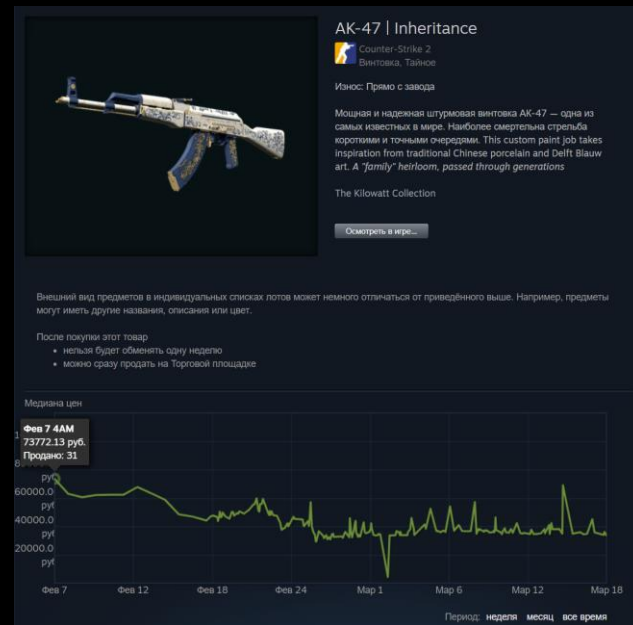 AK-47 | Inheritance
Counter-Strike 2
Винтовка, Тайное
Износ: Прямо с завода
Мощная и надежная штурмовая винтовка АК-47 — одна из
самых известных в мире. Наиболее смертельна стрельба
короткими и точными очередями. This custom paint job takes
inspiration from traditional Chinese porcelain and Delft Blauw
art. A "family" heirloom, passed through generations
The Kilowatt Collection
Осмотреть в игре...
Внешний вид предметов в индивидуальных списках лотов может немного отличаться от приведённого выше. Например, предметы
могут иметь другие названия, описания или цвет.
После покупки этот товар
• нельзя будет обменять одну неделю
• можно сразу продать на Торговой площадке
Медиана цен
Фев 7 4AM
73772.13 руб.
Продано: 31
60000.0
40000.0
20000.0
Фев 7 Фев 12 Фев 18 Фев 24 Мар 1 Мар 6 Мар 12 Мар 18
Период: неделя месяц все время